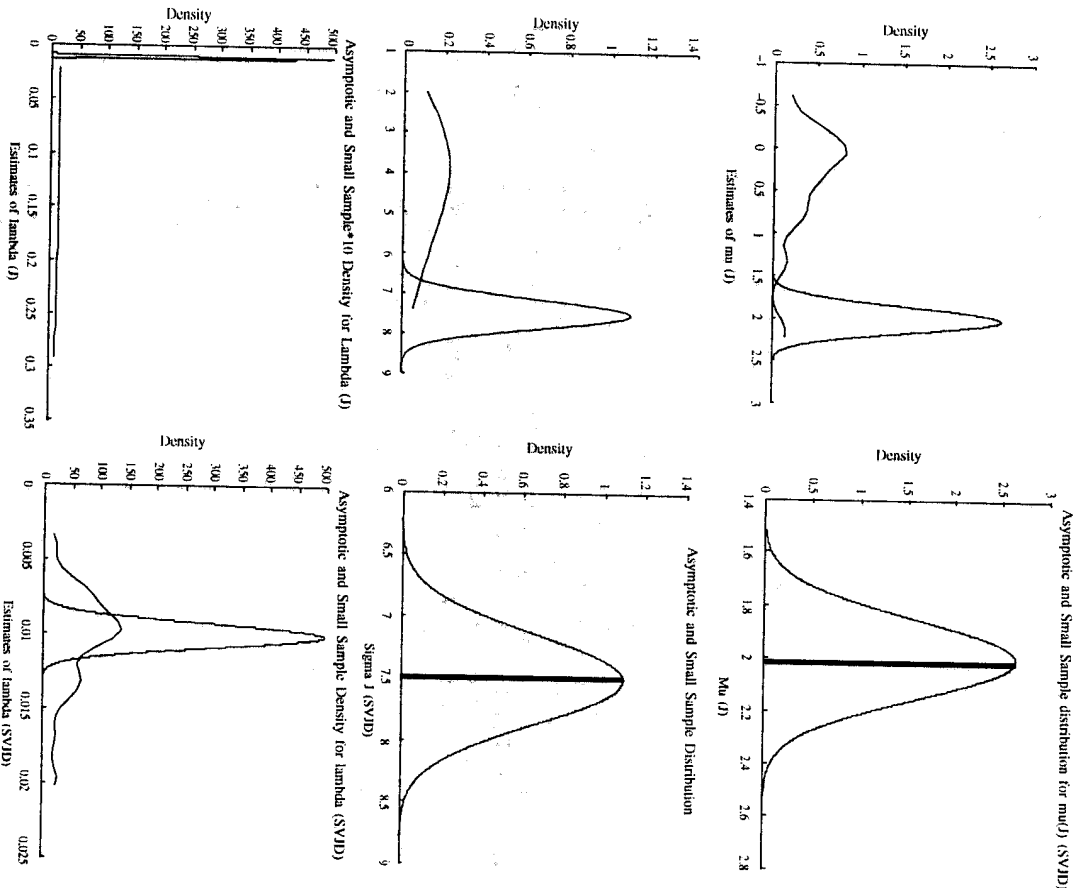 Asymptotic and Small Sample distribution for mu(J) (SVJD)
Density
3
2.5
2
1.5
1
0.5
0
−1 −0.5 0 0.5 1 1.5 2 2.5 3
Estimates of mu (J)
Density
3
2.5
2
1.5
1
0.5
0
1.4 1.6 1.8 2 2.2 2.4 2.6 2.8
Mu (J)
Asymptotic and Small Sample Distribution
Density
1.4
1.2
1
0.8
0.6
0.4
0.2
0
1 2 3 4 5 6 7 8 9
Density
1.4
1.2
1
0.8
0.6
0.4
0.2
0
6 6.5 7 7.5 8 8.5 9
Sigma J (SVJD)
Asymptotic and Small Sample*10 Density for Lambda (J)
Density
500
450
400
350
300
250
200
150
100
50
0
0 0.05 0.1 0.15 0.2 0.25 0.3 0.35
Estimates of lambda (J)
Asymptotic and Small Sample Density for lambda (SVJD)
Density
500
450
400
350
300
250
200
150
100
50
0
0 0.005 0.01 0.015 0.02 0.025
Estimates of lambda (SVJD)